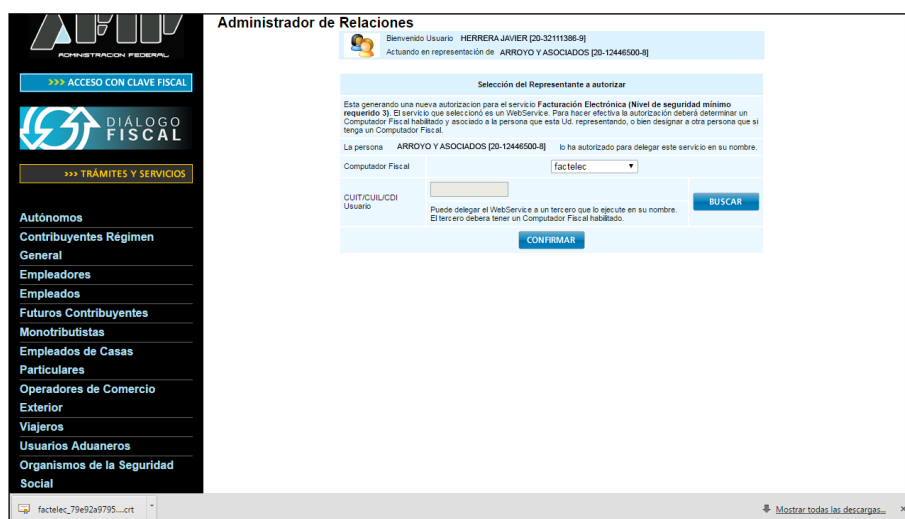 Administrador de Relaciones
Bienvenido Usuario HERRERA JAVIER [20-32111386-9]
Actuando en representación de ARROYO Y ASOCIADOS [20-12446500-8]
ADMINISTRACION FEDERAL
>>> ACCESO CON CLAVE FISCAL
DIÁLOGO
FISCAL
>>> TRÁMITES Y SERVICIOS
Autónomos
Contribuyentes Régimen
General
Empleadores
Empleados
Futuros Contribuyentes
Monotributistas
Empleados de Casas
Particulares
Operadores de Comercio
Exterior
Viajeros
Usuarios Aduaneros
Organismos de la Seguridad
Social
Selección del Representante a autorizar
Esta generando una nueva autorizacion para el servicio Facturación Electrónica (Nivel de seguridad mínimo
requerido 3). El servicio que seleccionó es un WebService. Para hacer efectiva la autorización deberá determinar un
Computador Fiscal habilitado y asociado a la persona que esta Ud. representando, o bien designar a otra persona que si
tenga un Computador Fiscal.
La persona ARROYO Y ASOCIADOS [20-12446500-8] lo ha autorizado para delegar este servicio en su nombre.
Computador Fiscal factelec
CUIT/CUIL/CDI
Usuario
Puede delegar el WebService a un tercero que lo ejecute en su nombre.
El tercero debera tener un Computador Fiscal habilitado.
BUSCAR
CONFIRMAR
factelec_79e92a9795....crt
Mostrar todas las descargas...